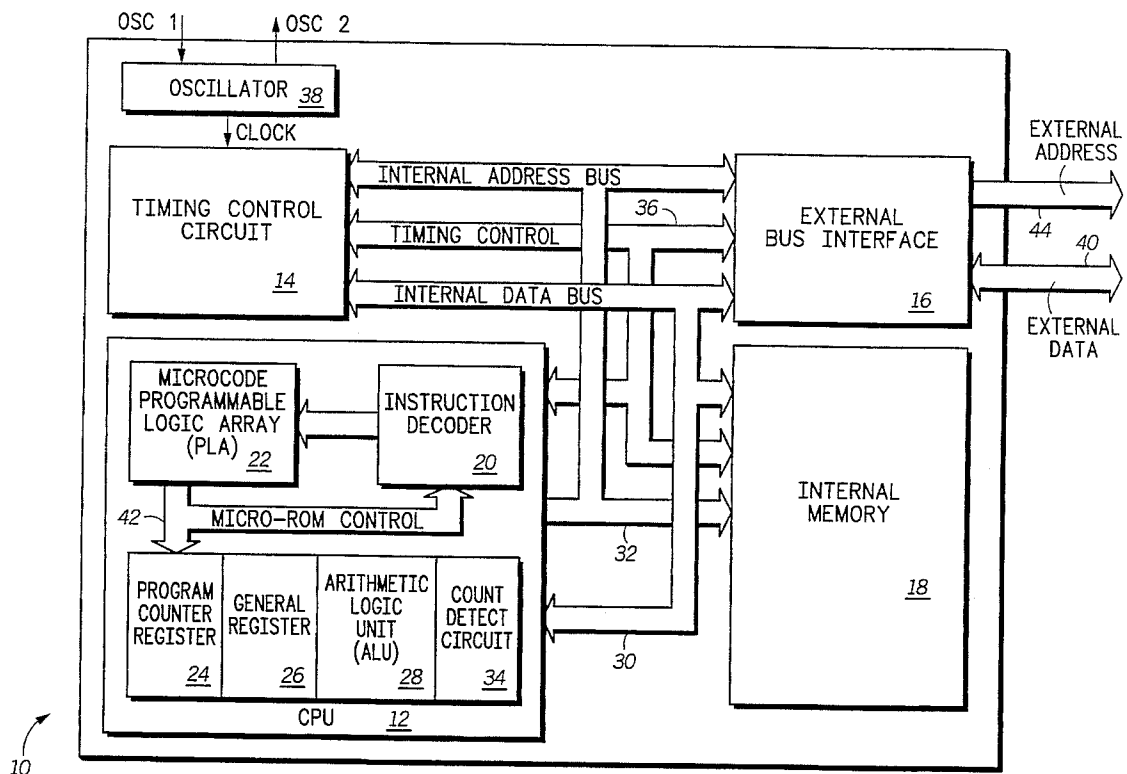 OSC 1
OSC 2
OSCILLATOR 38
CLOCK
TIMING CONTROL
CIRCUIT
14
INTERNAL ADDRESS BUS
TIMING CONTROL
36
INTERNAL DATA BUS
EXTERNAL
BUS INTERFACE
16
EXTERNAL
ADDRESS
44
40
EXTERNAL
DATA
MICROCODE
PROGRAMMABLE
LOGIC ARRAY
(PLA) 22
INSTRUCTION
DECODER
20
42
MICRO-ROM CONTROL
INTERNAL
MEMORY
18
32
PROGRAM
COUNTER
REGISTER
24
GENERAL
REGISTER
26
ARITHMETIC
LOGIC
UNIT
(ALU)
28
COUNT
DETECT
CIRCUIT
34
30
CPU 12
10